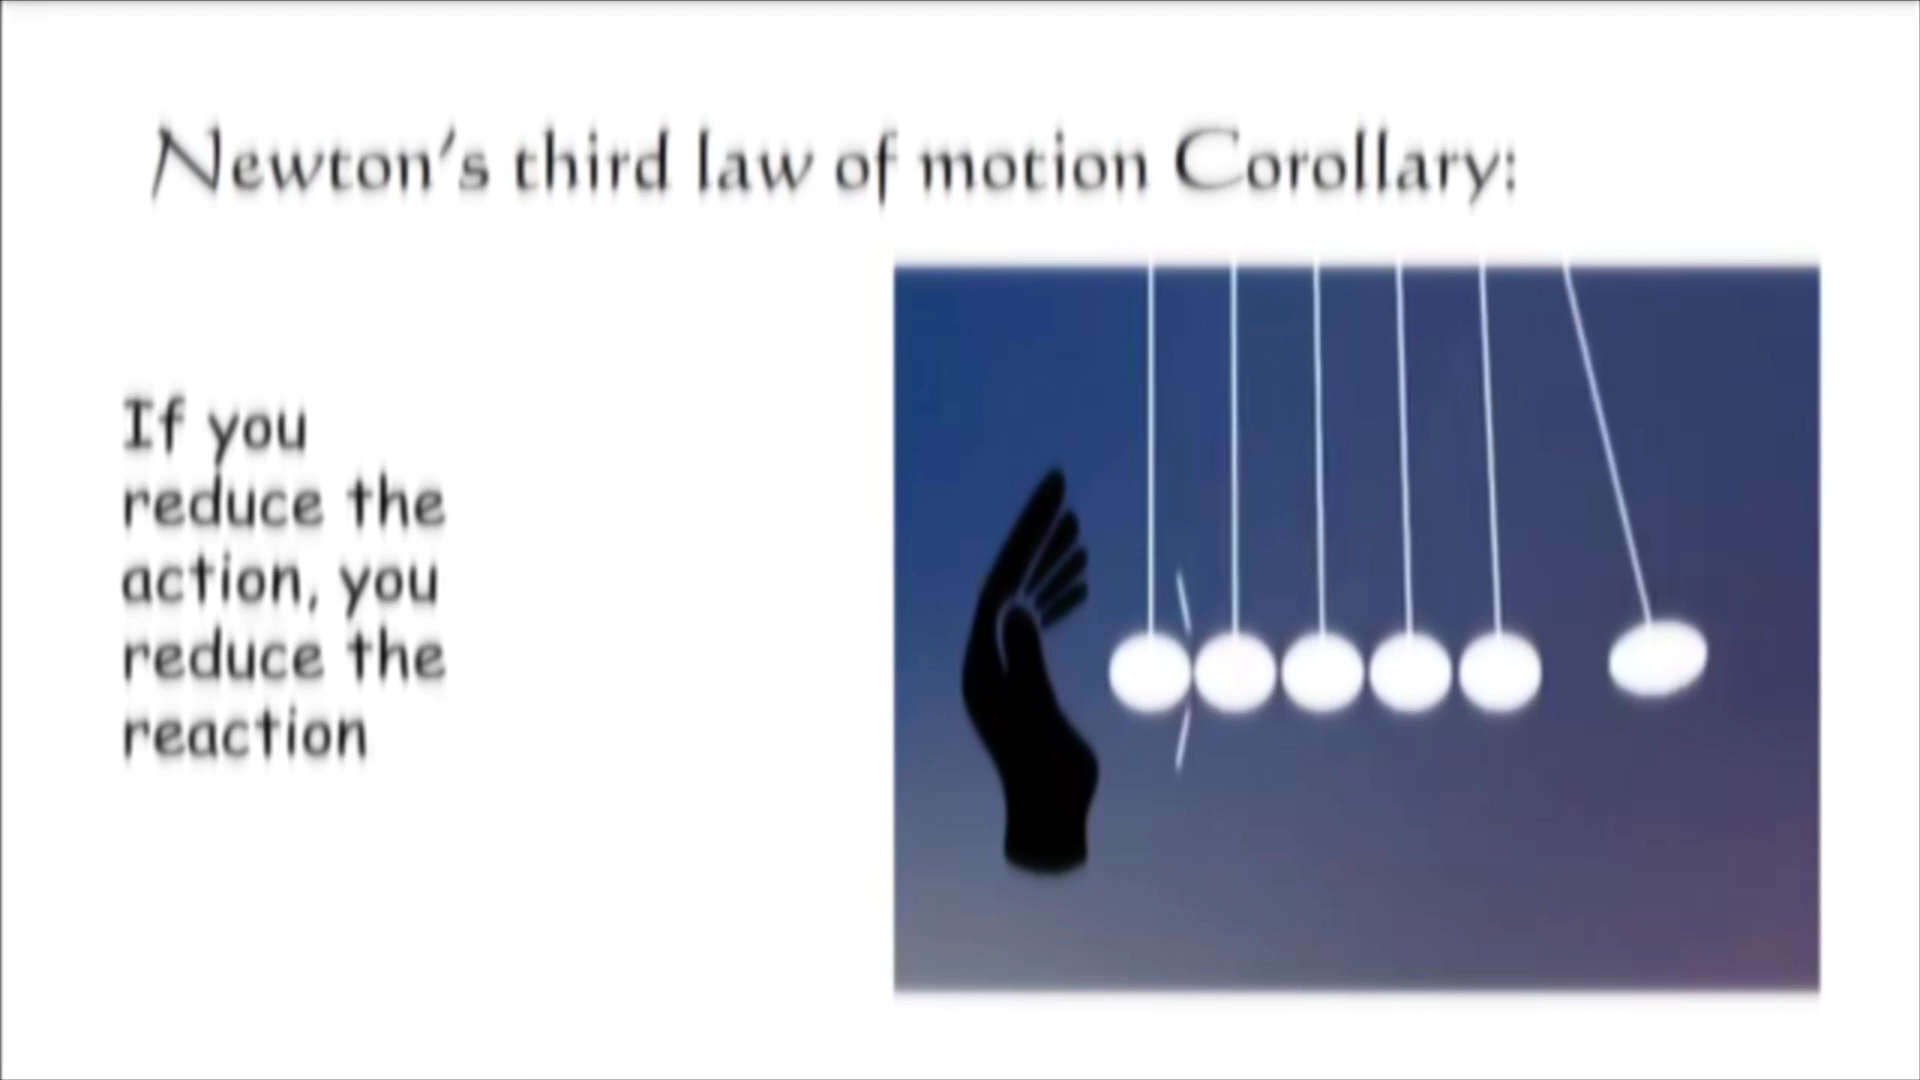 Newton's third law of motion Corollary:
If you
reduce the
action, you
reduce the
reaction